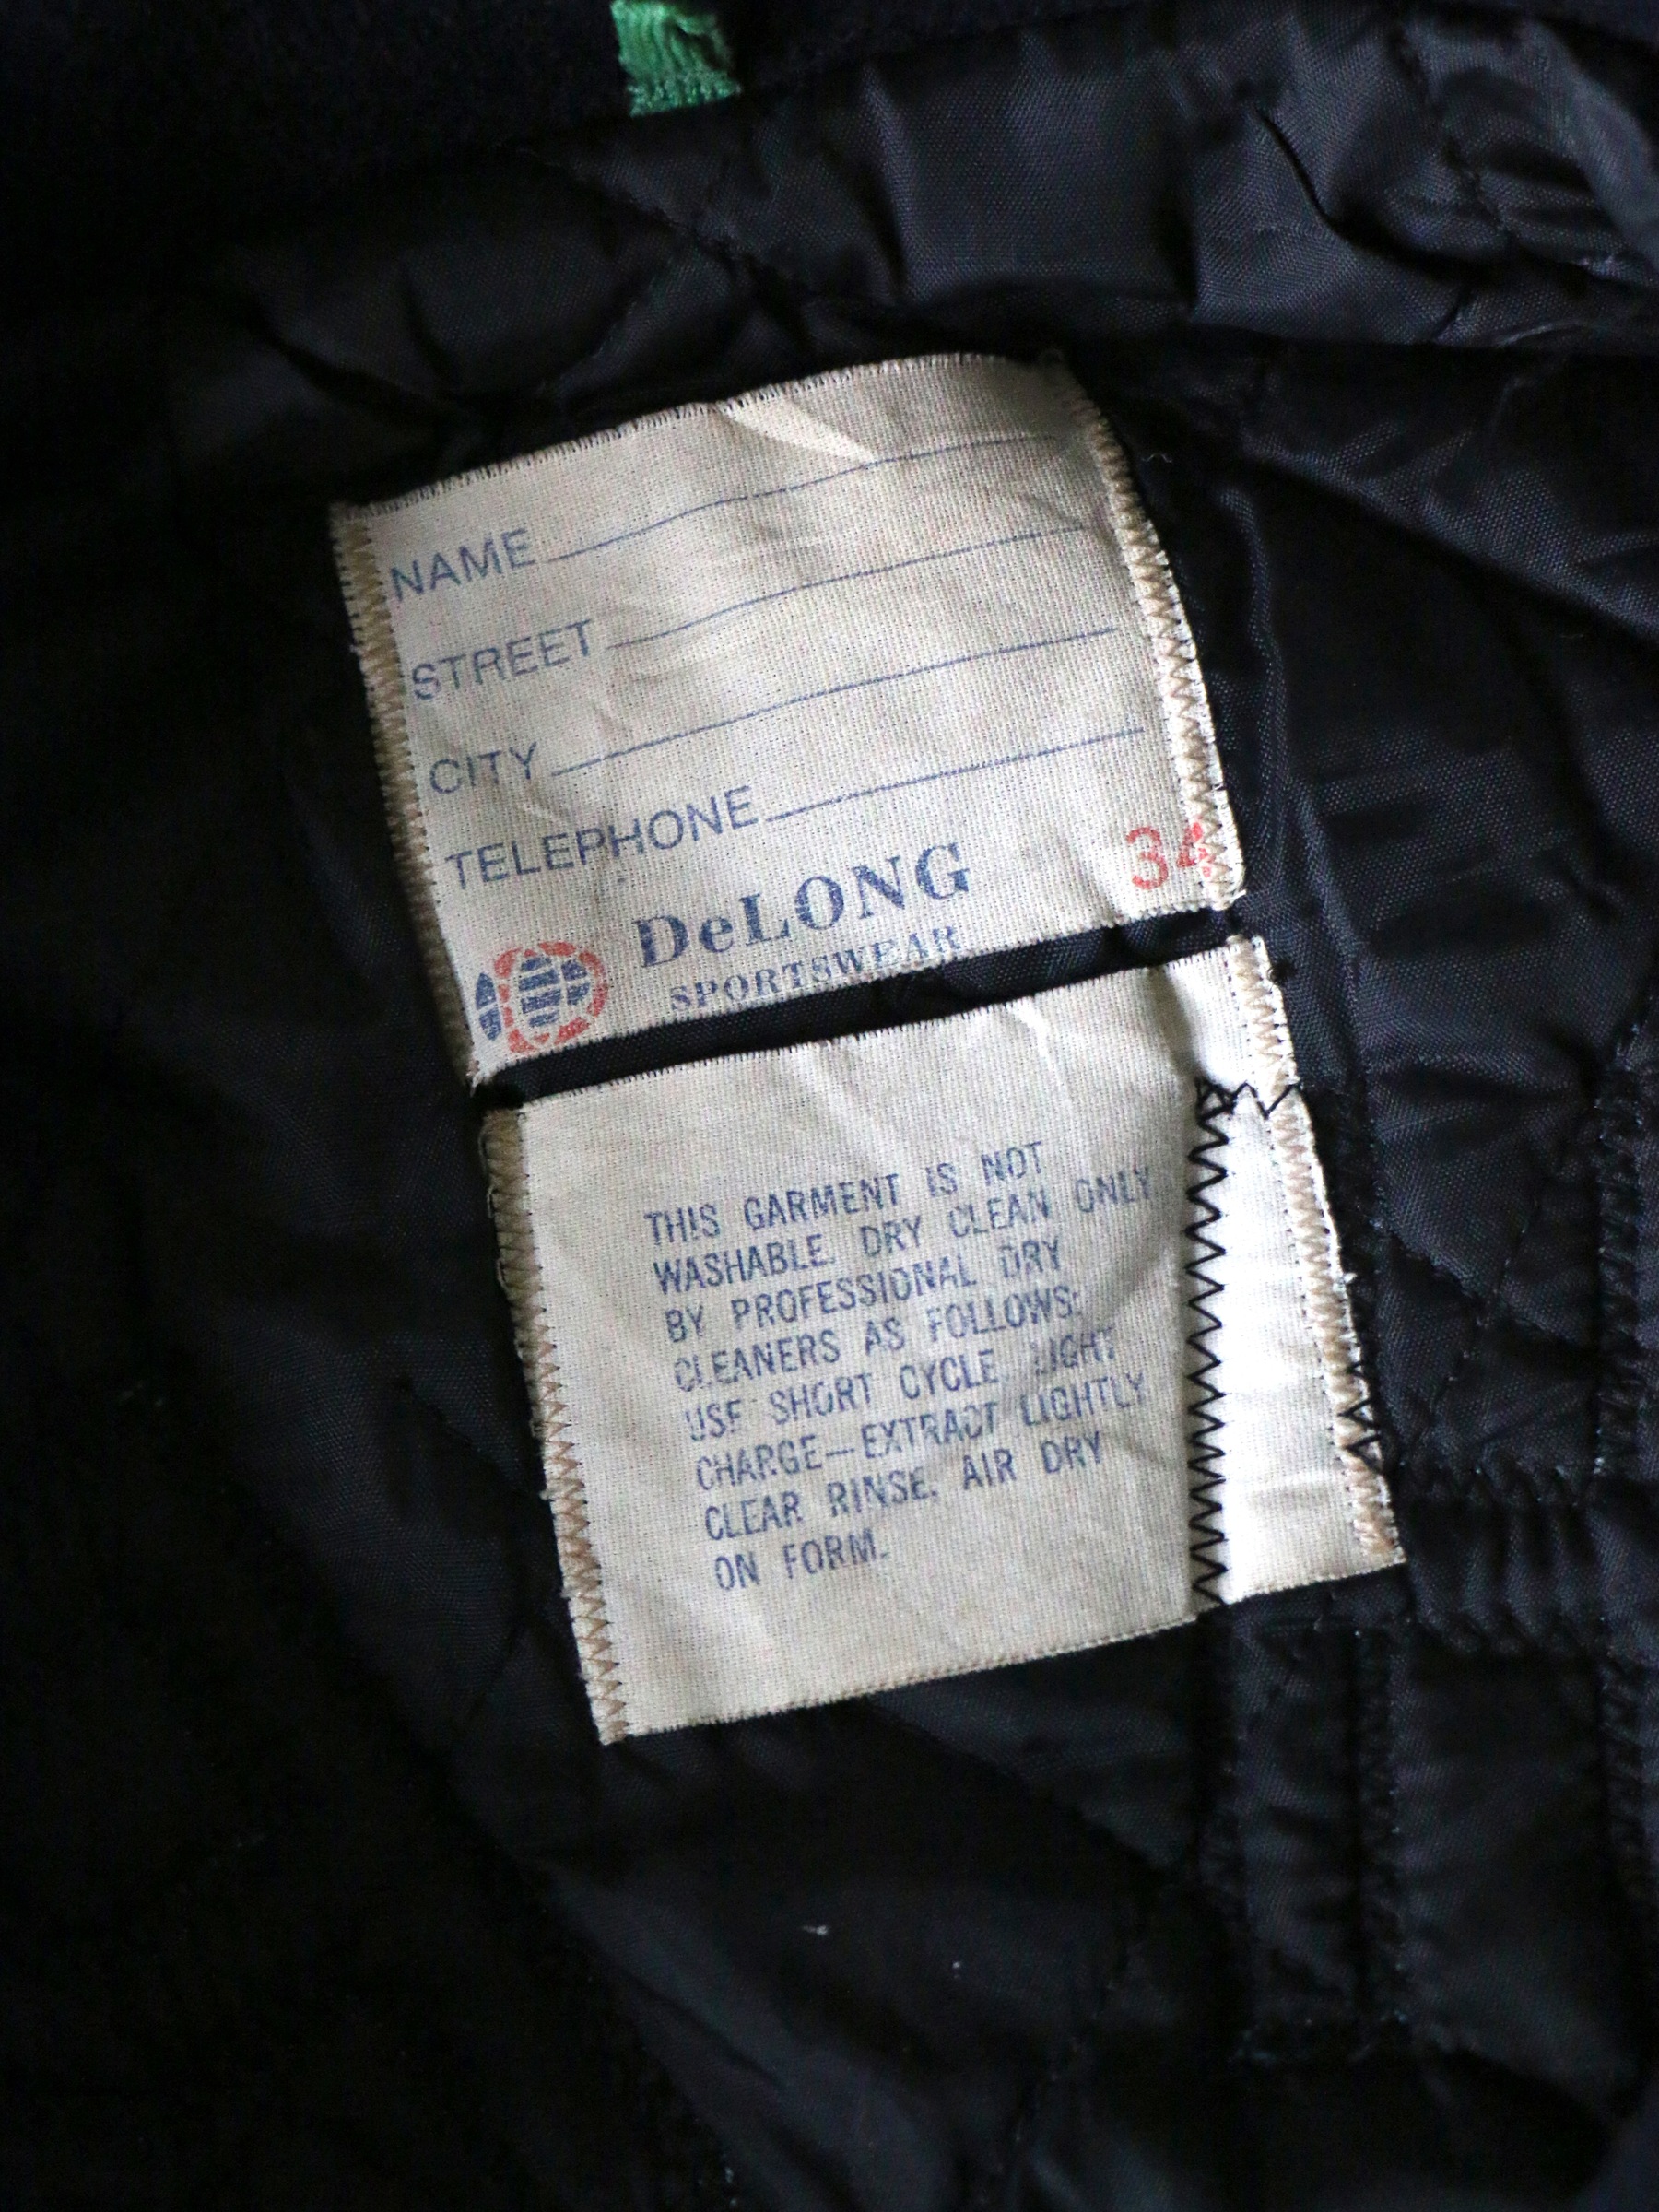 NAME
STREET
CITY
TELEPHONE
34
DeLONG
SPORTSWEAR
THIS GARMENT IS NOT
WASHABLE. DRY CLEAN ONLY
BY PROFESSIONAL DRY
CLEANERS AS FOLLOWS:
USE SHORT CYCLE. LIGHT
CHARGE—EXTRACT LIGHTLY
CLEAR RINSE. AIR DRY
ON FORM.